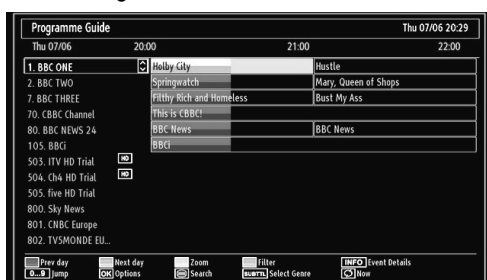 Programme Guide Thu 07/06 20:29
Thu 07/06 20:00 21:00 22:00
1. BBC ONE Holby City Hustle
2. BBC TWO Springwatch Mary, Queen of Shops
7. BBC THREE Filthy Rich and Homeless Bust My Ass
70. CBBC Channel This is CBBC!
80. BBC NEWS 24 BBC News BBC News
105. BBCi BBCi
503. ITV HD Trial HD
504. Ch4 HD Trial HD
505. five HD Trial
800. Sky News
801. CNBC Europe
802. TV5MONDE EU...
Prev day Next day Zoom Filter INFO Event Details
0...9 Jump OK Options Search SUBTTL Select Genre Now